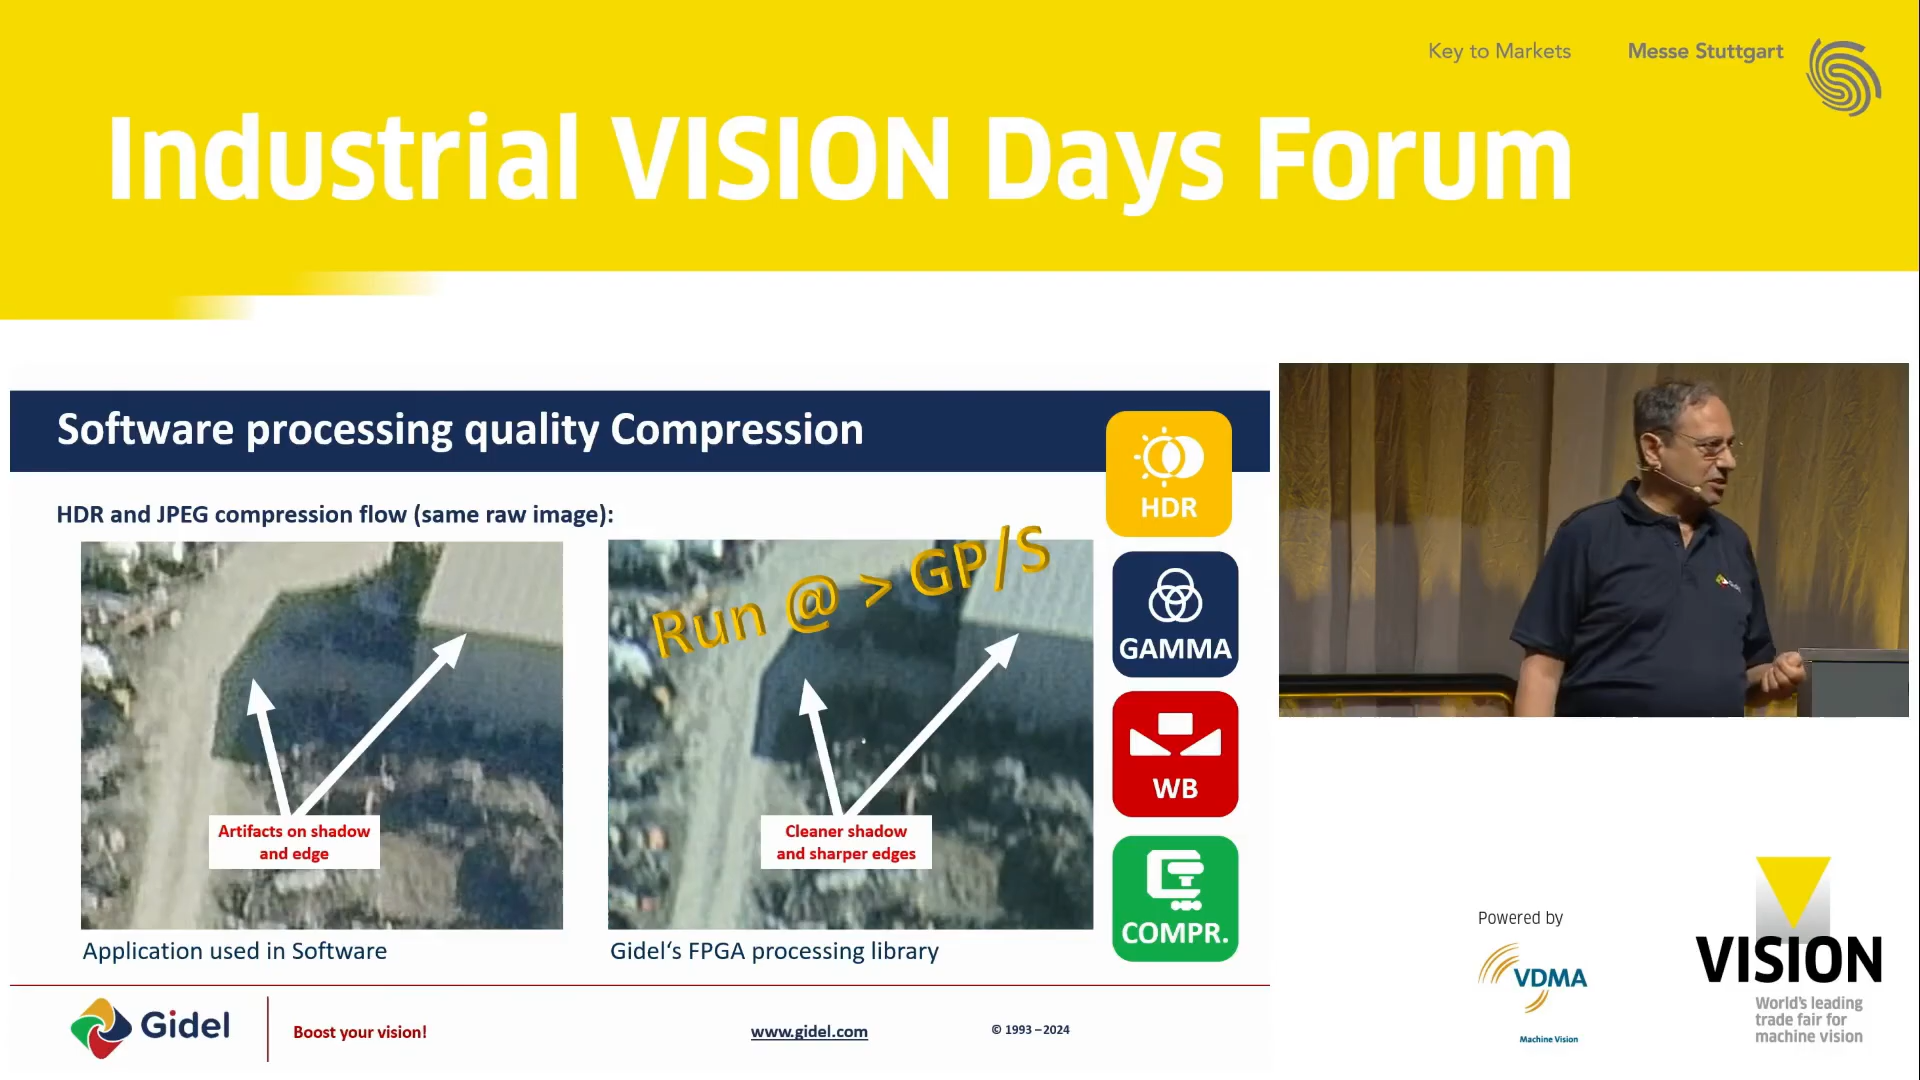 Key to Markets
Messe Stuttgart
Industrial VISION Days Forum
Software processing quality Compression
HDR and JPEG compression flow (same raw image):
Run @ > GP/S
Artifacts on shadow
and edge
Cleaner shadow
and sharper edges
Application used in Software
Gidel‘s FPGA processing library
HDR
GAMMA
WB
COMPR.
Gidel
Boost your vision!
www.gidel.com
© 1993 – 2024
Powered by
VDMA
Machine Vision
VISION
World's leading
trade fair for
machine vision